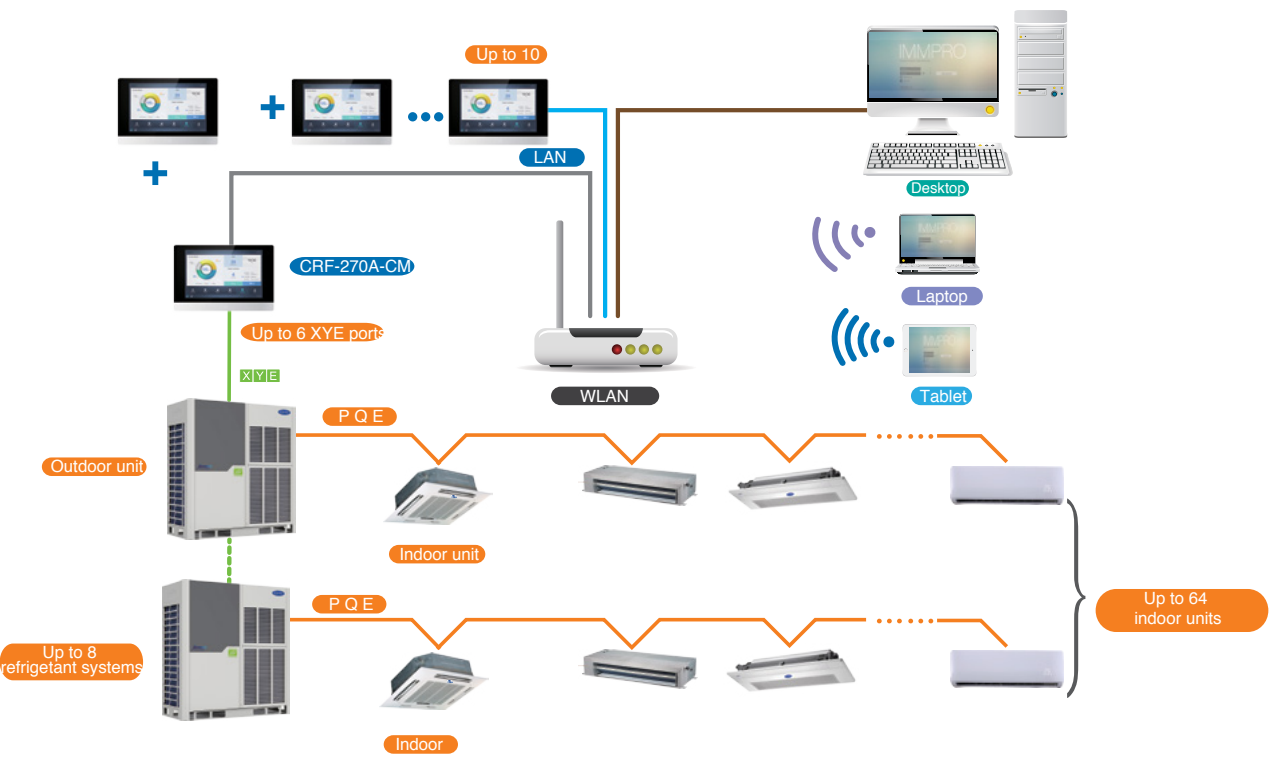 Up to 10
IMMPRO
LAN
Desktop
CRF-270A-CM
Laptop
Up to 6 XYE ports
X Y E
WLAN
Tablet
P Q E
Outdoor unit
Indoor unit
P Q E
Up to 64
indoor units
Up to 8
refrigetant systems
Indoor